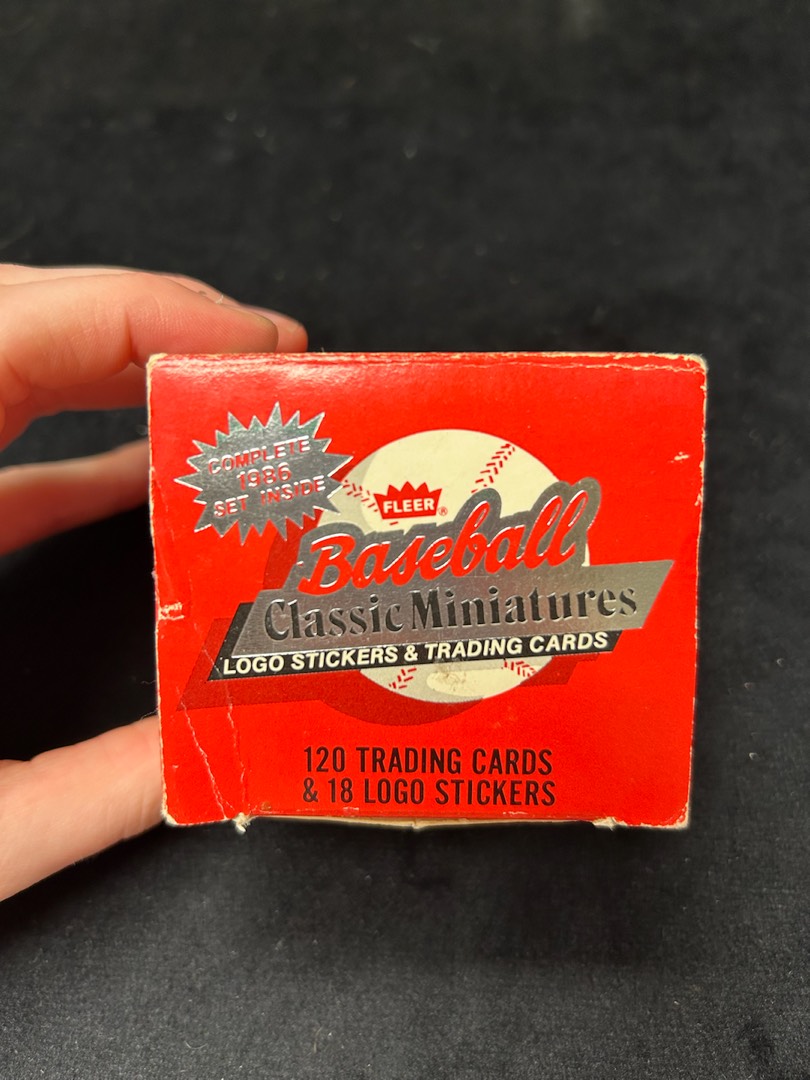 COMPLETE
1986
SET INSIDE
FLEER®
Baseball
Classic Miniatures
LOGO STICKERS & TRADING CARDS
120 TRADING CARDS
& 18 LOGO STICKERS